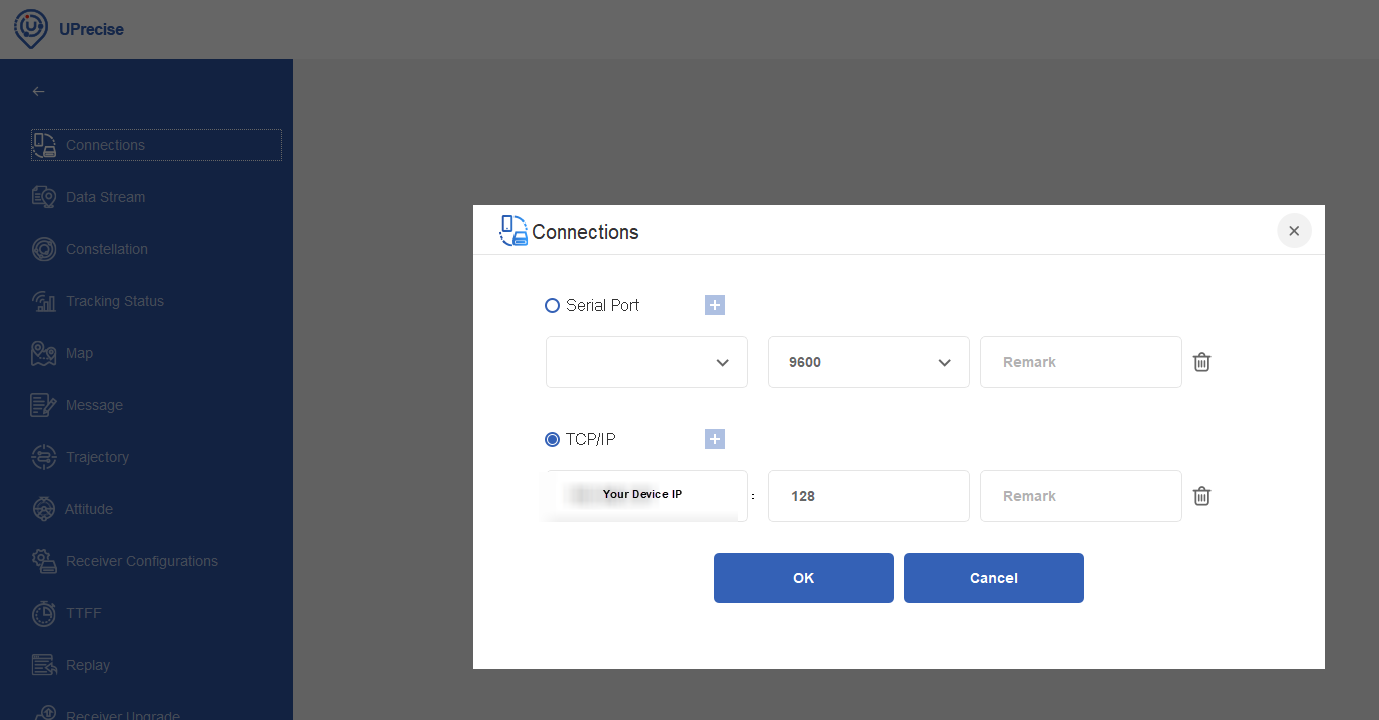 UPrecise
Connections
Data Stream
Constellation
Tracking Status
Map
Message
Trajectory
Attitude
Receiver Configurations
TTFF
Replay
Receiver Upgrade
Connections
Serial Port
9600
Remark
TCP/IP
Your Device IP : 128
Remark
OK
Cancel